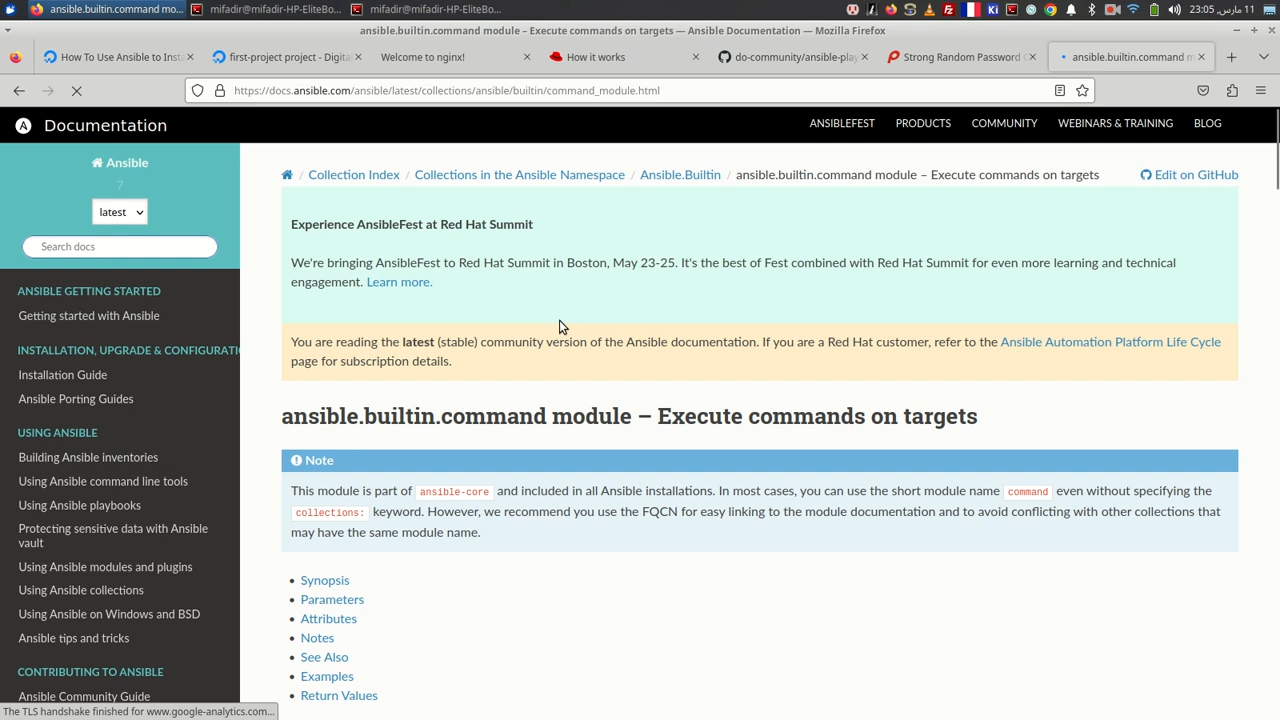 ansible.builtin.command mo...
mifadir@mifadir-HP-EliteBo...
mifadir@mifadir-HP-EliteBo...
Ki
11 مارس, 23:05
ansible.builtin.command module – Execute commands on targets — Ansible Documentation — Mozilla Firefox
How To Use Ansible to Inst
first-project project - Digita
Welcome to nginx!
How it works
do-community/ansible-play
Strong Random Password G
ansible.builtin.command m
https://docs.ansible.com/ansible/latest/collections/ansible/builtin/command_module.html
Documentation
ANSIBLEFEST PRODUCTS COMMUNITY WEBINARS & TRAINING BLOG
Ansible
7
latest
Search docs
ANSIBLE GETTING STARTED
Getting started with Ansible
INSTALLATION, UPGRADE & CONFIGURATI
Installation Guide
Ansible Porting Guides
USING ANSIBLE
Building Ansible inventories
Using Ansible command line tools
Using Ansible playbooks
Protecting sensitive data with Ansible
vault
Using Ansible modules and plugins
Using Ansible collections
Using Ansible on Windows and BSD
Ansible tips and tricks
CONTRIBUTING TO ANSIBLE
Ansible Community Guide
The TLS handshake finished for www.google-analytics.com...
/ Collection Index / Collections in the Ansible Namespace / Ansible.Builtin / ansible.builtin.command module – Execute commands on targets
Edit on GitHub
Experience AnsibleFest at Red Hat Summit
We're bringing AnsibleFest to Red Hat Summit in Boston, May 23-25. It's the best of Fest combined with Red Hat Summit for even more learning and technical
engagement. Learn more.
You are reading the latest (stable) community version of the Ansible documentation. If you are a Red Hat customer, refer to the Ansible Automation Platform Life Cycle
page for subscription details.
ansible.builtin.command module – Execute commands on targets
Note
This module is part of ansible-core and included in all Ansible installations. In most cases, you can use the short module name command even without specifying the
collections: keyword. However, we recommend you use the FQCN for easy linking to the module documentation and to avoid conflicting with other collections that
may have the same module name.
• Synopsis
• Parameters
• Attributes
• Notes
• See Also
• Examples
• Return Values